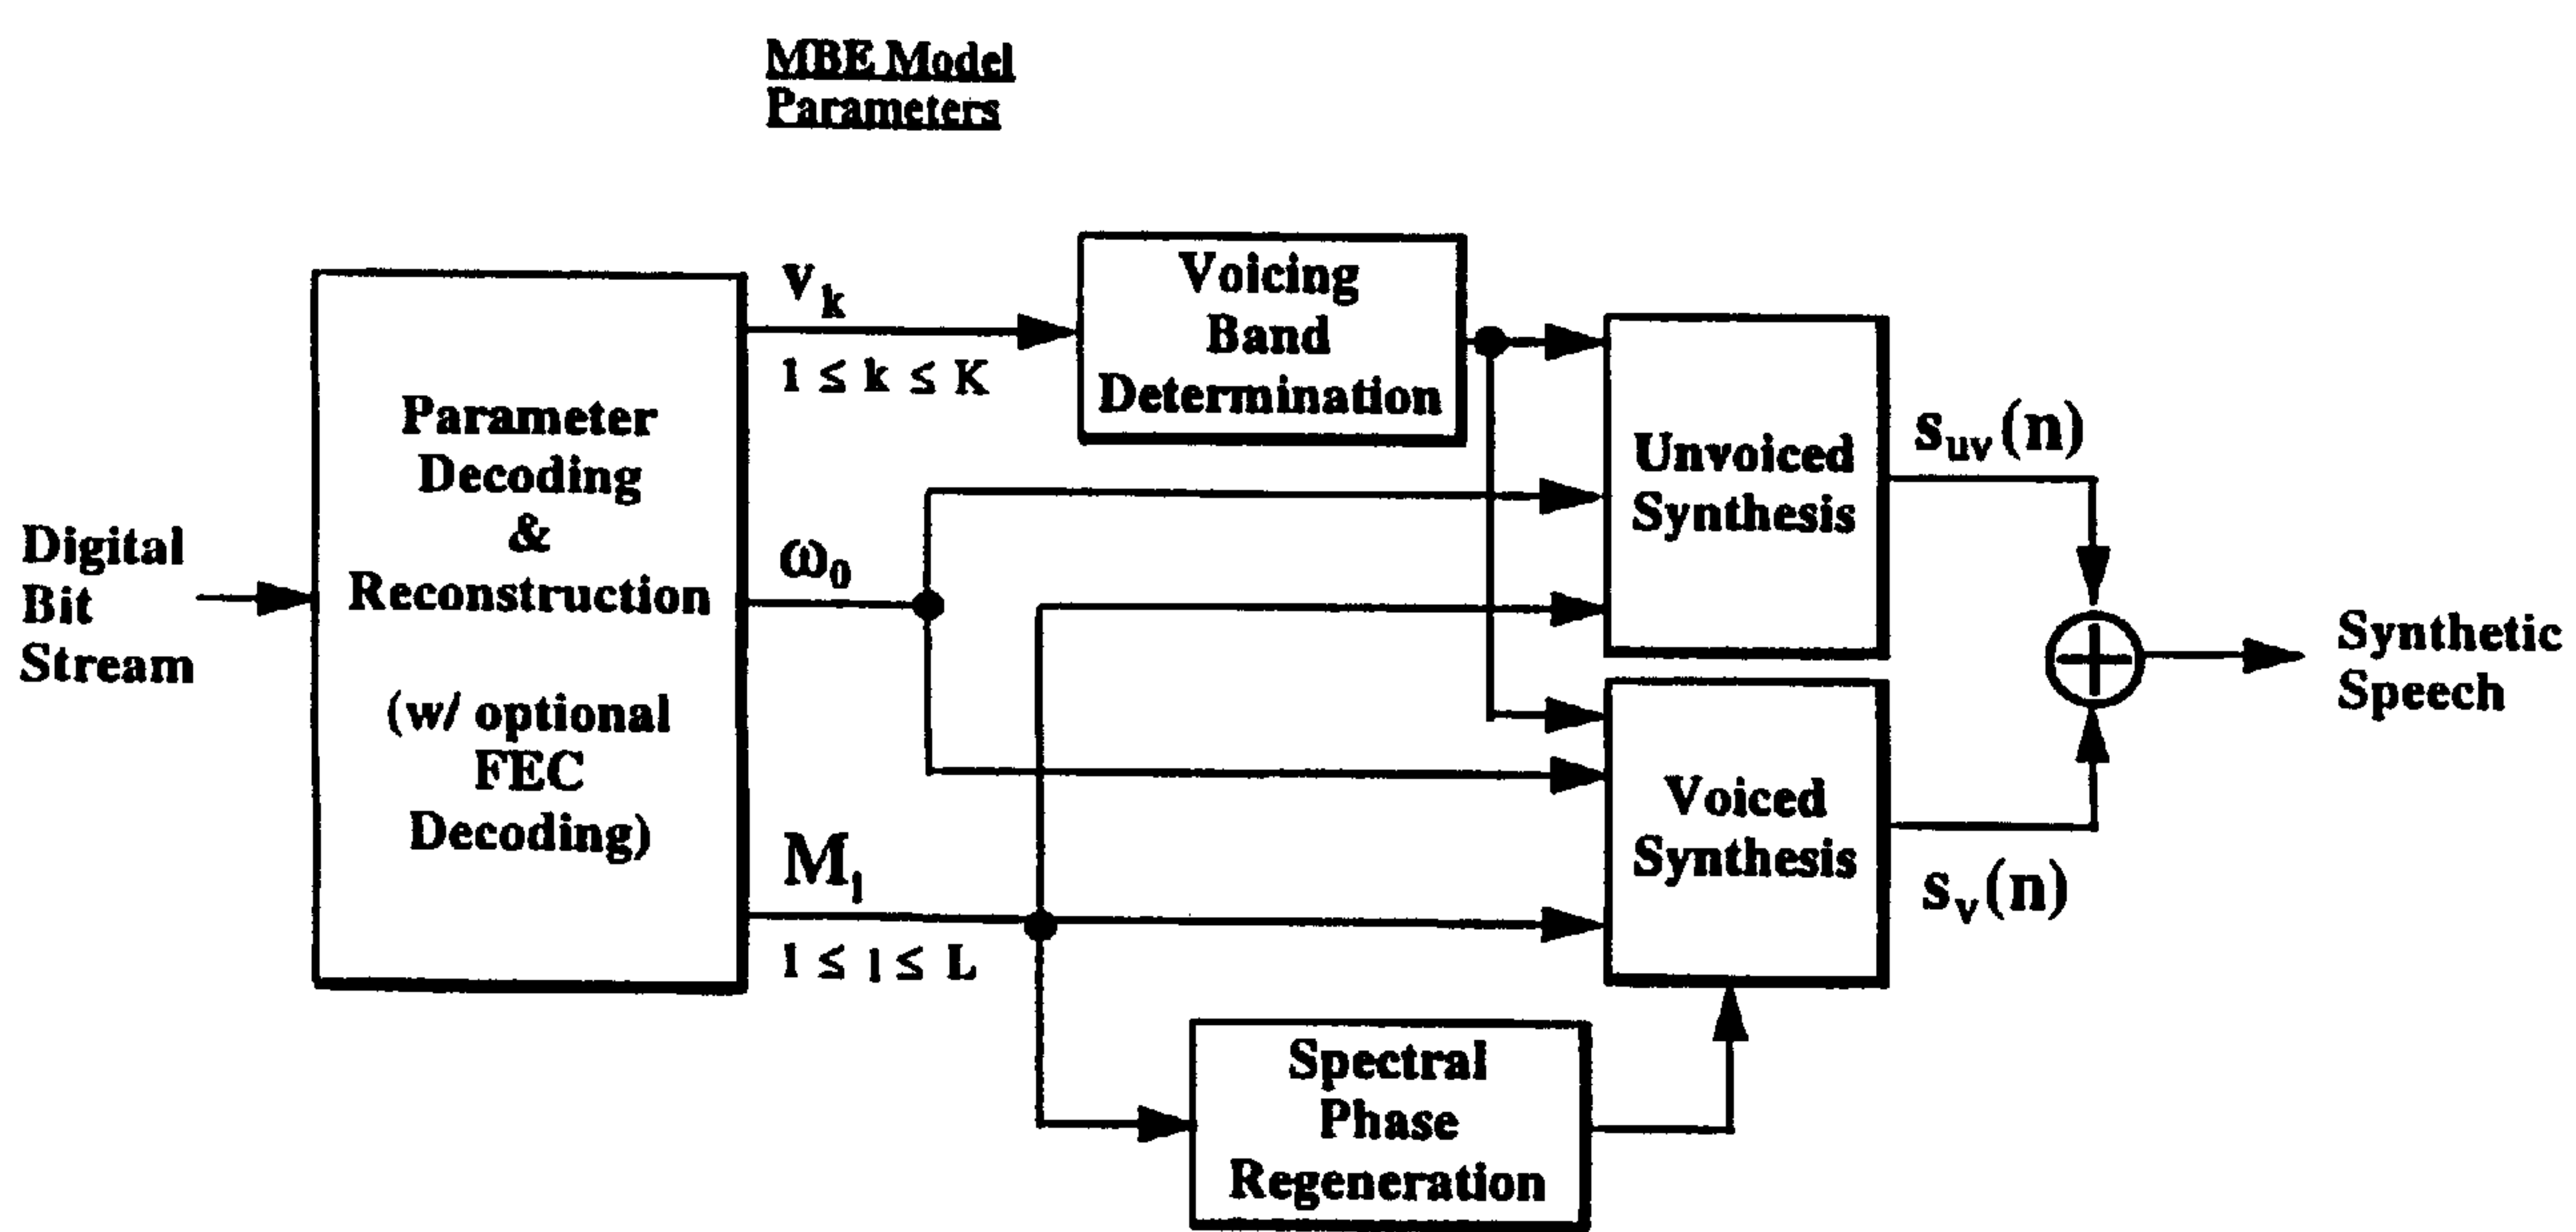 MBE Model
Parameters
Digital
Bit
Stream
Parameter
Decoding
&
Reconstruction
(w/ optional
FEC
Decoding)
v_k
1 ≤ k ≤ K
ω_0
M_l
1 ≤ l ≤ L
Voicing
Band
Determination
Unvoiced
Synthesis
Voiced
Synthesis
Spectral
Phase
Regeneration
s_uv(n)
s_v(n)
Synthetic
Speech